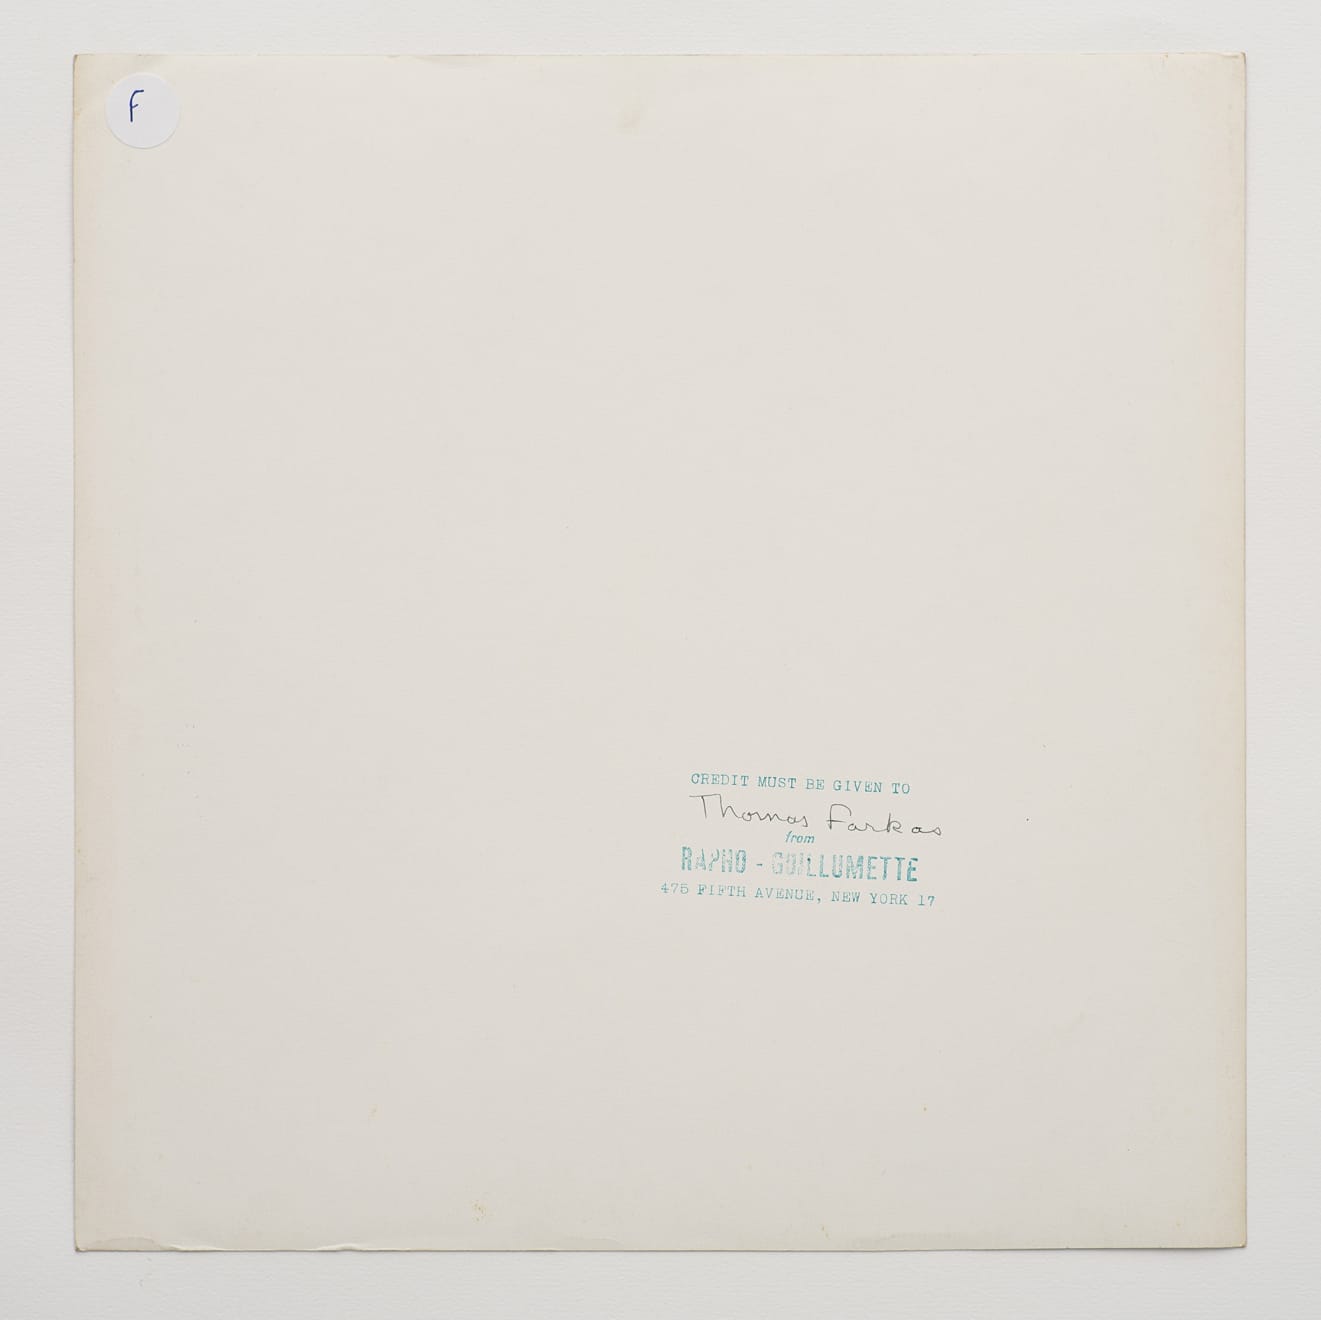 F
CREDIT MUST BE GIVEN TO
Thomas Farkas
from
RAPHO - GUILLUMETTE
475 FIFTH AVENUE, NEW YORK 17